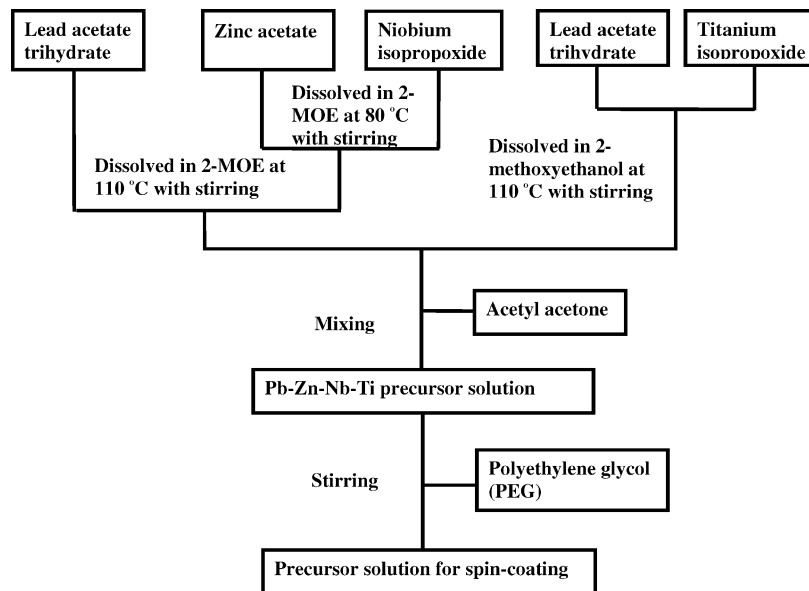 Lead acetate
trihydrate
Zinc acetate
Niobium
isopropoxide
Lead acetate
trihydrate
Titanium
isopropoxide
Dissolved in 2-
MOE at 80 °C
with stirring
Dissolved in 2-MOE at
110 °C with stirring
Dissolved in 2-
methoxyethanol at
110 °C with stirring
Mixing
Acetyl acetone
Pb-Zn-Nb-Ti precursor solution
Stirring
Polyethylene glycol
(PEG)
Precursor solution for spin-coating